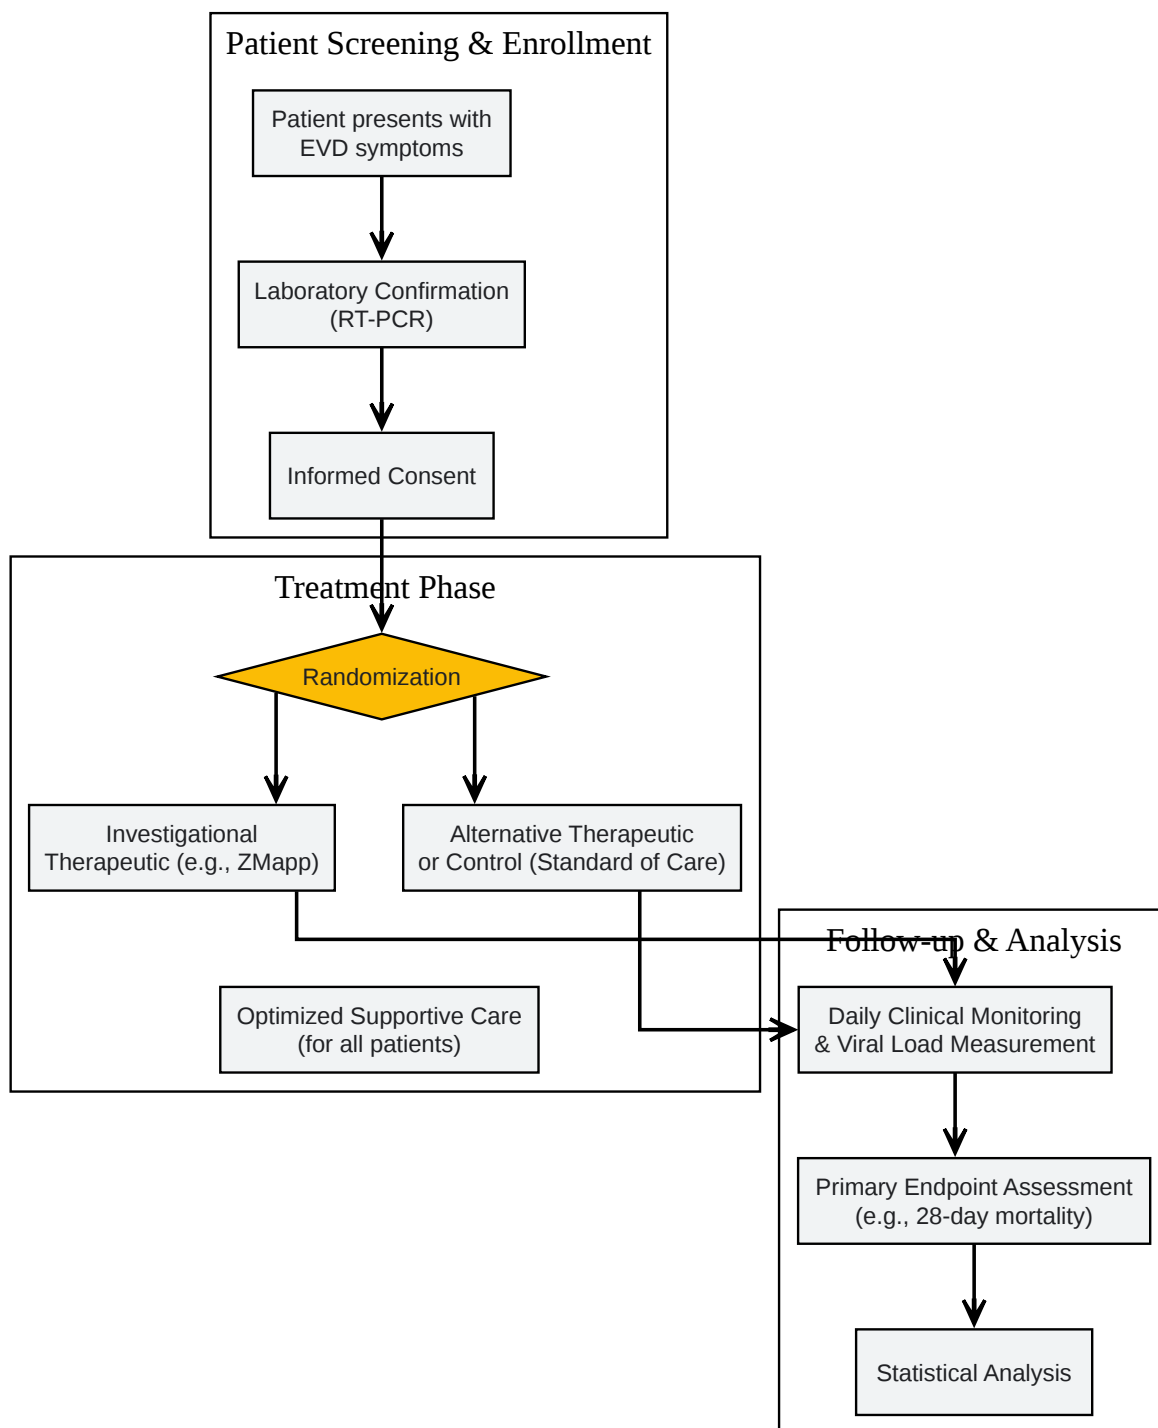 Patient Screening & Enrollment
Patient presents with
EVD symptoms
Laboratory Confirmation
(RT-PCR)
Informed Consent
Treatment Phase
Randomization
Investigational
Therapeutic (e.g., ZMapp)
Alternative Therapeutic
or Control (Standard of Care)
Optimized Supportive Care
(for all patients)
Follow-up & Analysis
Daily Clinical Monitoring
& Viral Load Measurement
Primary Endpoint Assessment
(e.g., 28-day mortality)
Statistical Analysis